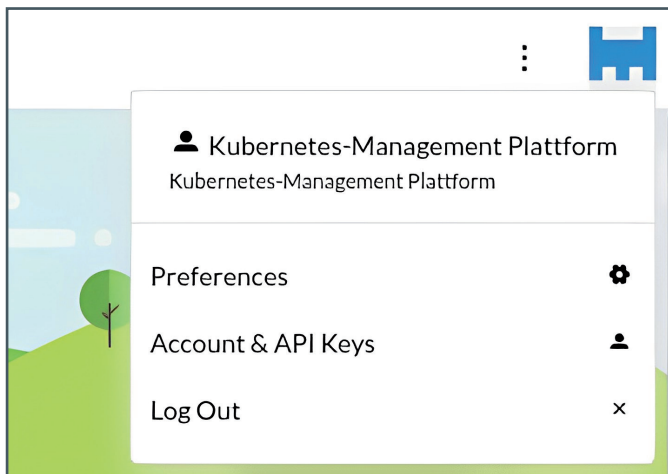 Kubernetes-Management Plattform
Kubernetes-Management Plattform
Preferences
Account & API Keys
Log Out